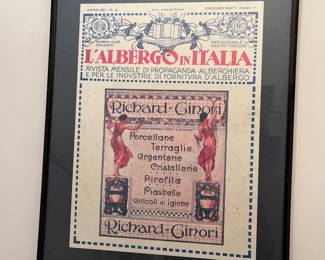 L'ALBERGO IN ITALIA
RIVISTA MENSILE DI PROPAGANDA ALBERGHIERA
E PER LE INDUSTRIE DI FORNITURA D'ALBERGO
Richard-Ginori
Porcellane
Terraglie
Argenterie
Cristallerie
Pirofila
Piastrelle
Articoli di igiene
Richard-Ginori